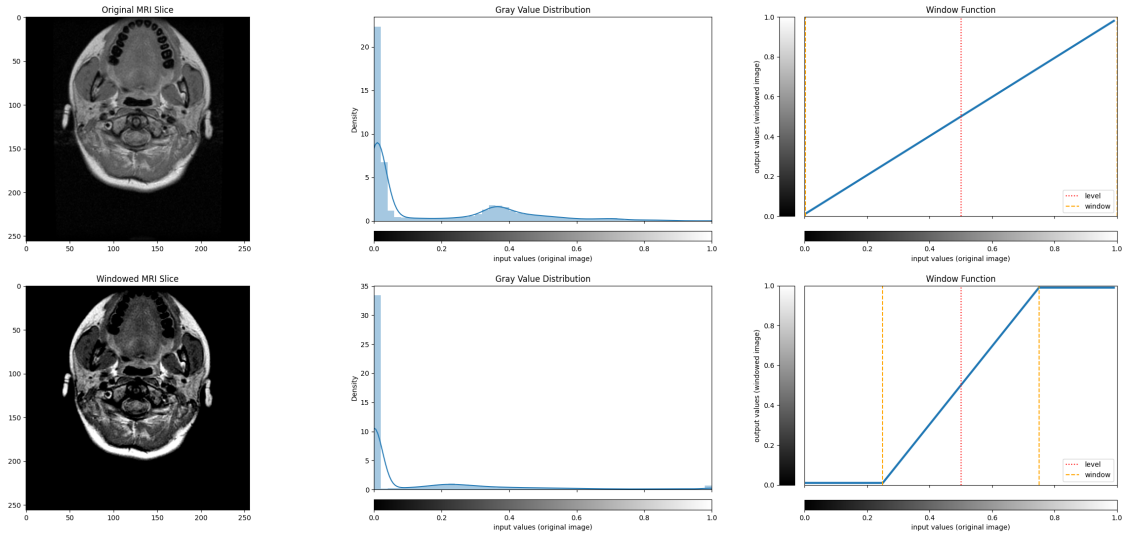 Original MRI Slice
0
50
100
150
200
250
0 50 100 150 200 250
Gray Value Distribution
Density
20
15
10
5
0
0.0 0.2 0.4 0.6 0.8 1.0
input values (original image)
Window Function
output values (windowed image)
1.0
0.8
0.6
0.4
0.2
0.0
level
window
0.0 0.2 0.4 0.6 0.8 1.0
input values (original image)
Windowed MRI Slice
0
50
100
150
200
250
0 50 100 150 200 250
Gray Value Distribution
Density
35
30
25
20
15
10
5
0
0.0 0.2 0.4 0.6 0.8 1.0
input values (original image)
Window Function
output values (windowed image)
1.0
0.8
0.6
0.4
0.2
0.0
level
window
0.0 0.2 0.4 0.6 0.8 1.0
input values (original image)